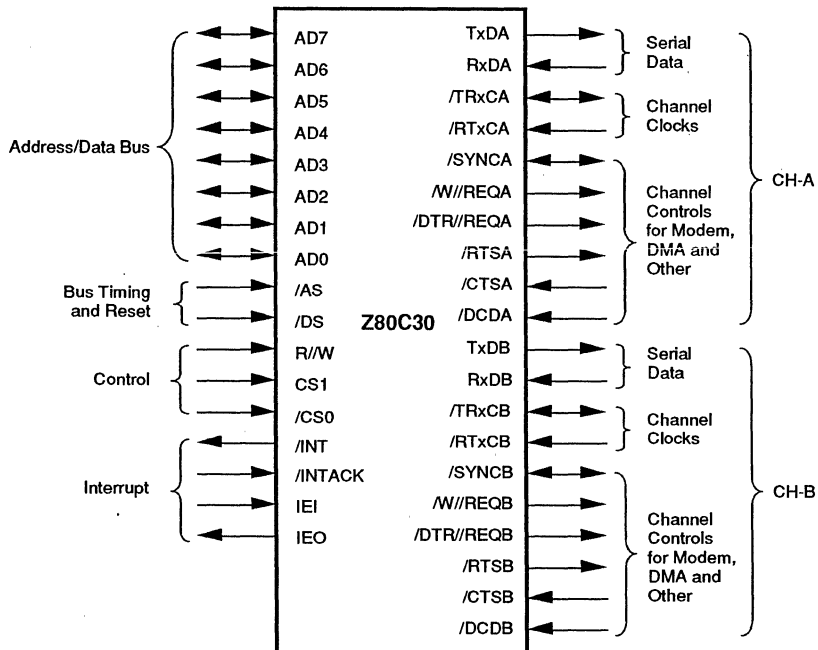 Address/Data Bus
Bus Timing
and Reset
Control
Interrupt
AD7
AD6
AD5
AD4
AD3
AD2
AD1
AD0
/AS
/DS
R//W
CS1
/CS0
/INT
/INTACK
IEI
IEO
Z80C30
TxDA
RxDA
/TRxCA
/RTxCA
/SYNCA
/W//REQA
/DTR//REQA
/RTSA
/CTSA
/DCDA
TxDB
RxDB
/TRxCB
/RTxCB
/SYNCB
/W//REQB
/DTR//REQB
/RTSB
/CTSB
/DCDB
Serial
Data
Channel
Clocks
Channel
Controls
for Modem,
DMA and
Other
CH-A
Serial
Data
Channel
Clocks
Channel
Controls
for Modem,
DMA and
Other
CH-B